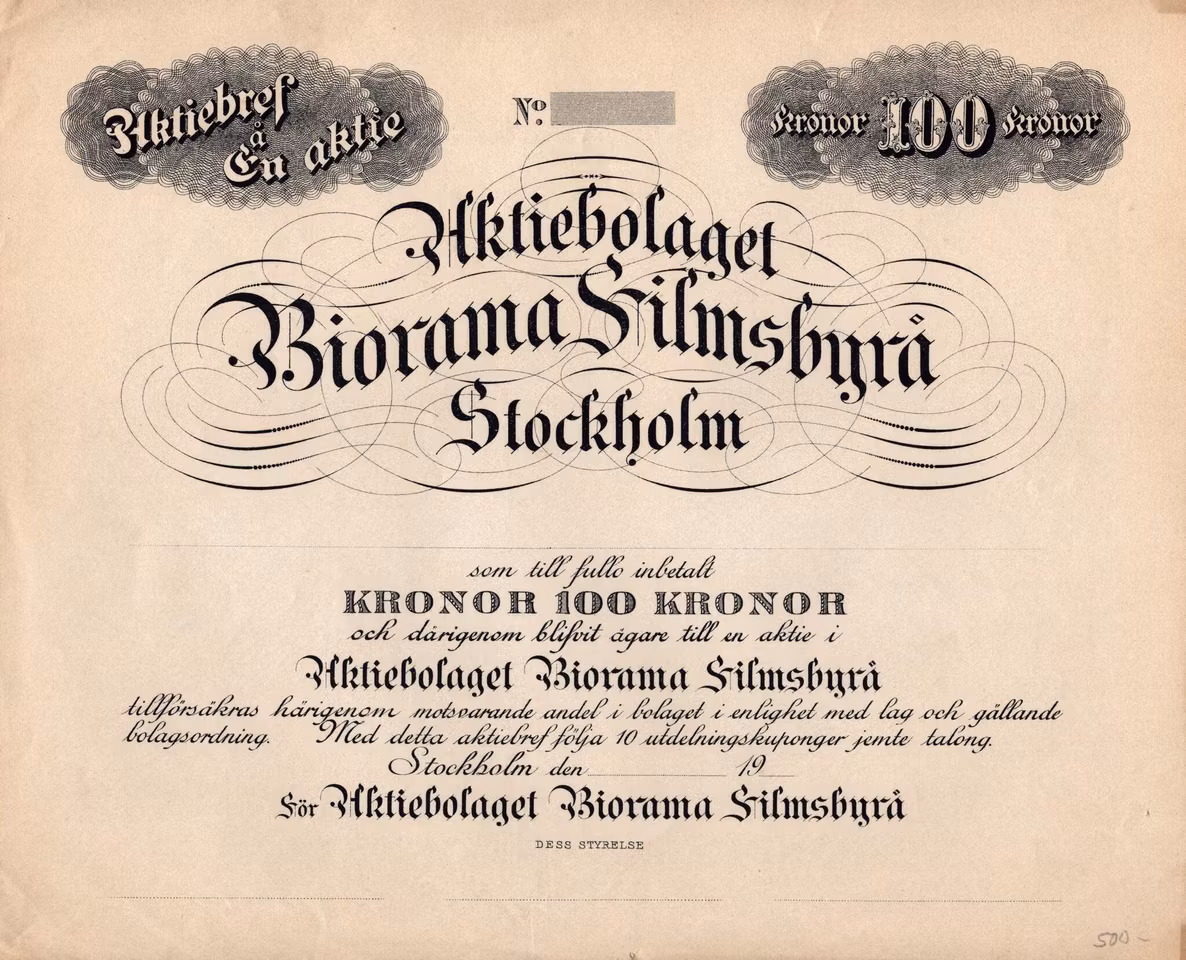 Aktiebref
å
En aktie
No.
Kronor 100 Kronor
Aktiebolaget
Biorama Filmsbyrå
Stockholm
som till fullo inbetalt
KRONOR 100 KRONOR
och därigenom blifvit ägare till en aktie i
Aktiebolaget Biorama Filmsbyrå
tillförsäkras härigenom motsvarande andel i bolaget i enlighet med lag och gällande
bolagsordning. Med detta aktiebref följa 10 utdelningskuponger jemte talong.
Stockholm den 19
För Aktiebolaget Biorama Filmsbyrå
DESS STYRELSE
500 –